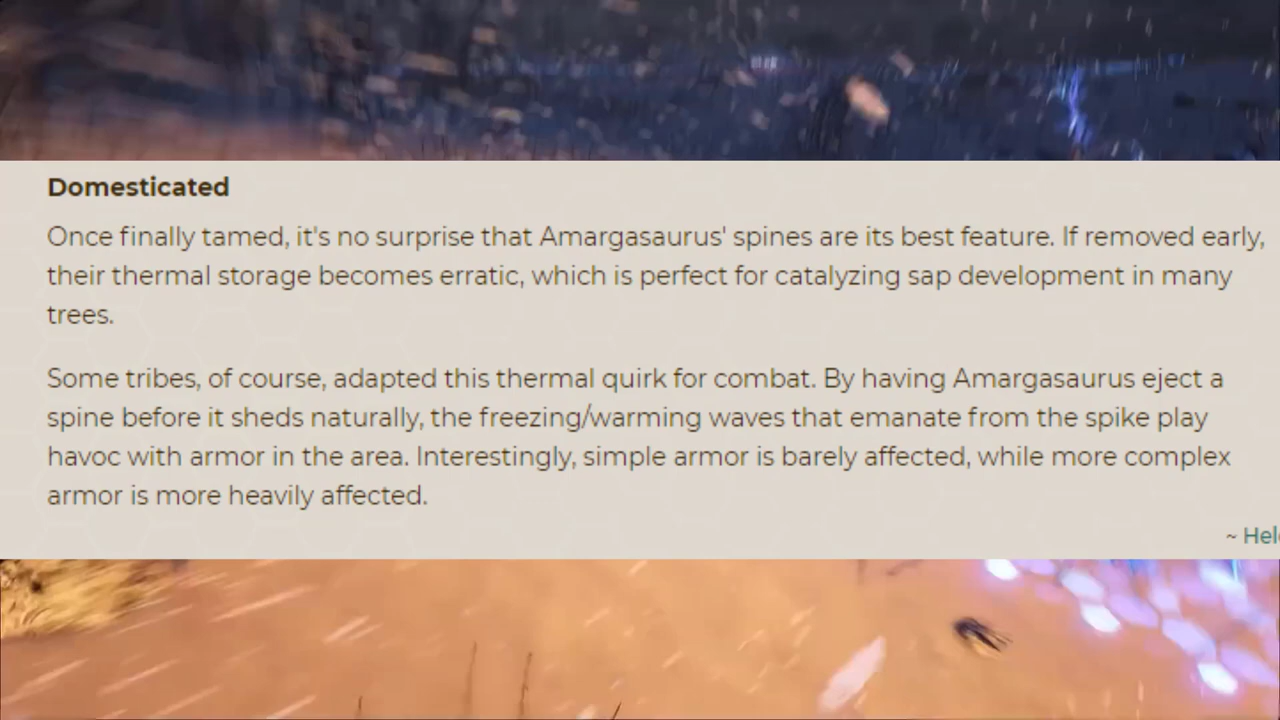 Domesticated
Once finally tamed, it's no surprise that Amargasaurus' spines are its best feature. If removed early,
their thermal storage becomes erratic, which is perfect for catalyzing sap development in many
trees.
Some tribes, of course, adapted this thermal quirk for combat. By having Amargasaurus eject a
spine before it sheds naturally, the freezing/warming waves that emanate from the spike play
havoc with armor in the area. Interestingly, simple armor is barely affected, while more complex
armor is more heavily affected.
~